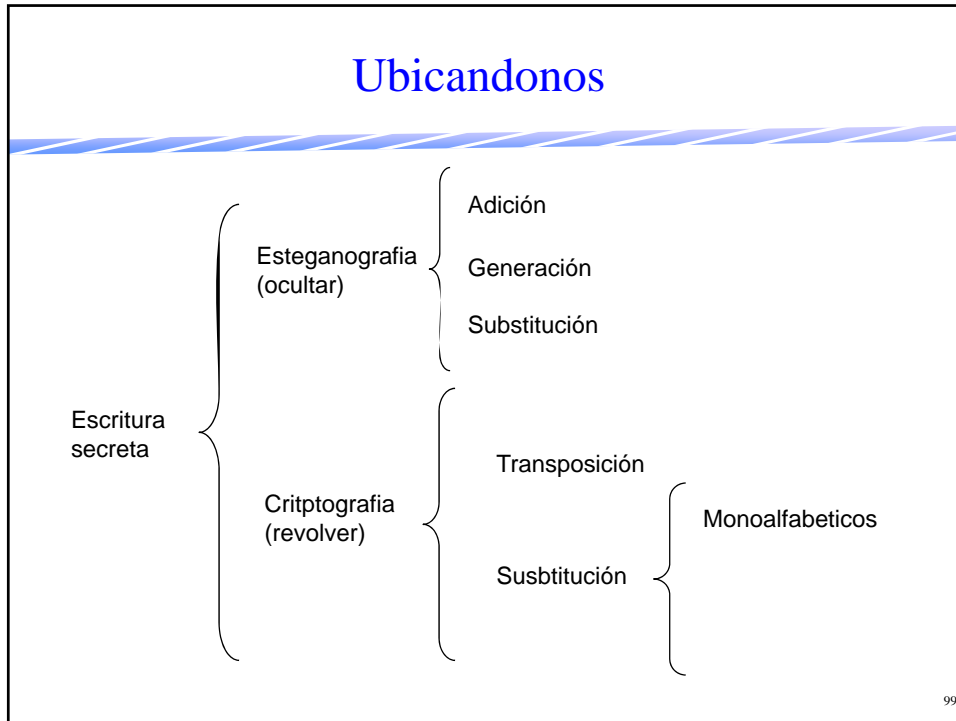 Ubicandonos
Adición
Esteganografia
(ocultar)
Generación
Substitución
Escritura
secreta
Transposición
Critptografia
(revolver)
Monoalfabeticos
Susbtitución
99